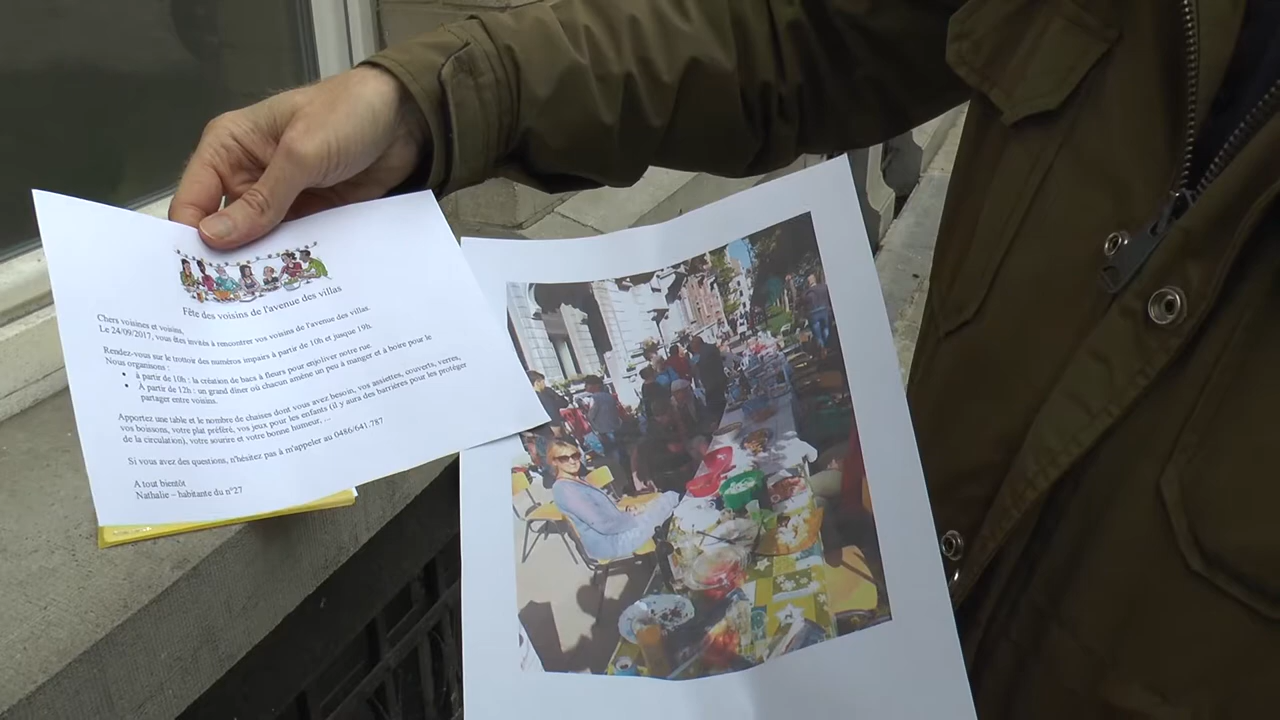 Fête des voisins de l'avenue des villas
Chers voisines et voisins,
Le 24/09/2017, vous êtes invités à rencontrer vos voisins de l'avenue des villas.
Rendez-vous sur le trottoir des numéros impairs à partir de 10h et jusque 19h.
Nous organisons :
• à partir de 10h : la création de bacs à fleurs pour enjoliver notre rue.
• À partir de 12h : un grand dîner où chacun amène un peu à manger et à boire pour le
partager entre voisins.
Apportez une table et le nombre de chaises dont vous avez besoin, vos assiettes, couverts, verres,
vos boissons, votre plat préféré, vos jeux pour les enfants (il y aura des barrières pour les protéger
de la circulation), votre sourire et votre bonne humeur, ...
Si vous avez des questions, n'hésitez pas à m'appeler au 0486/641.787
A tout bientôt
Nathalie – habitante du n°27